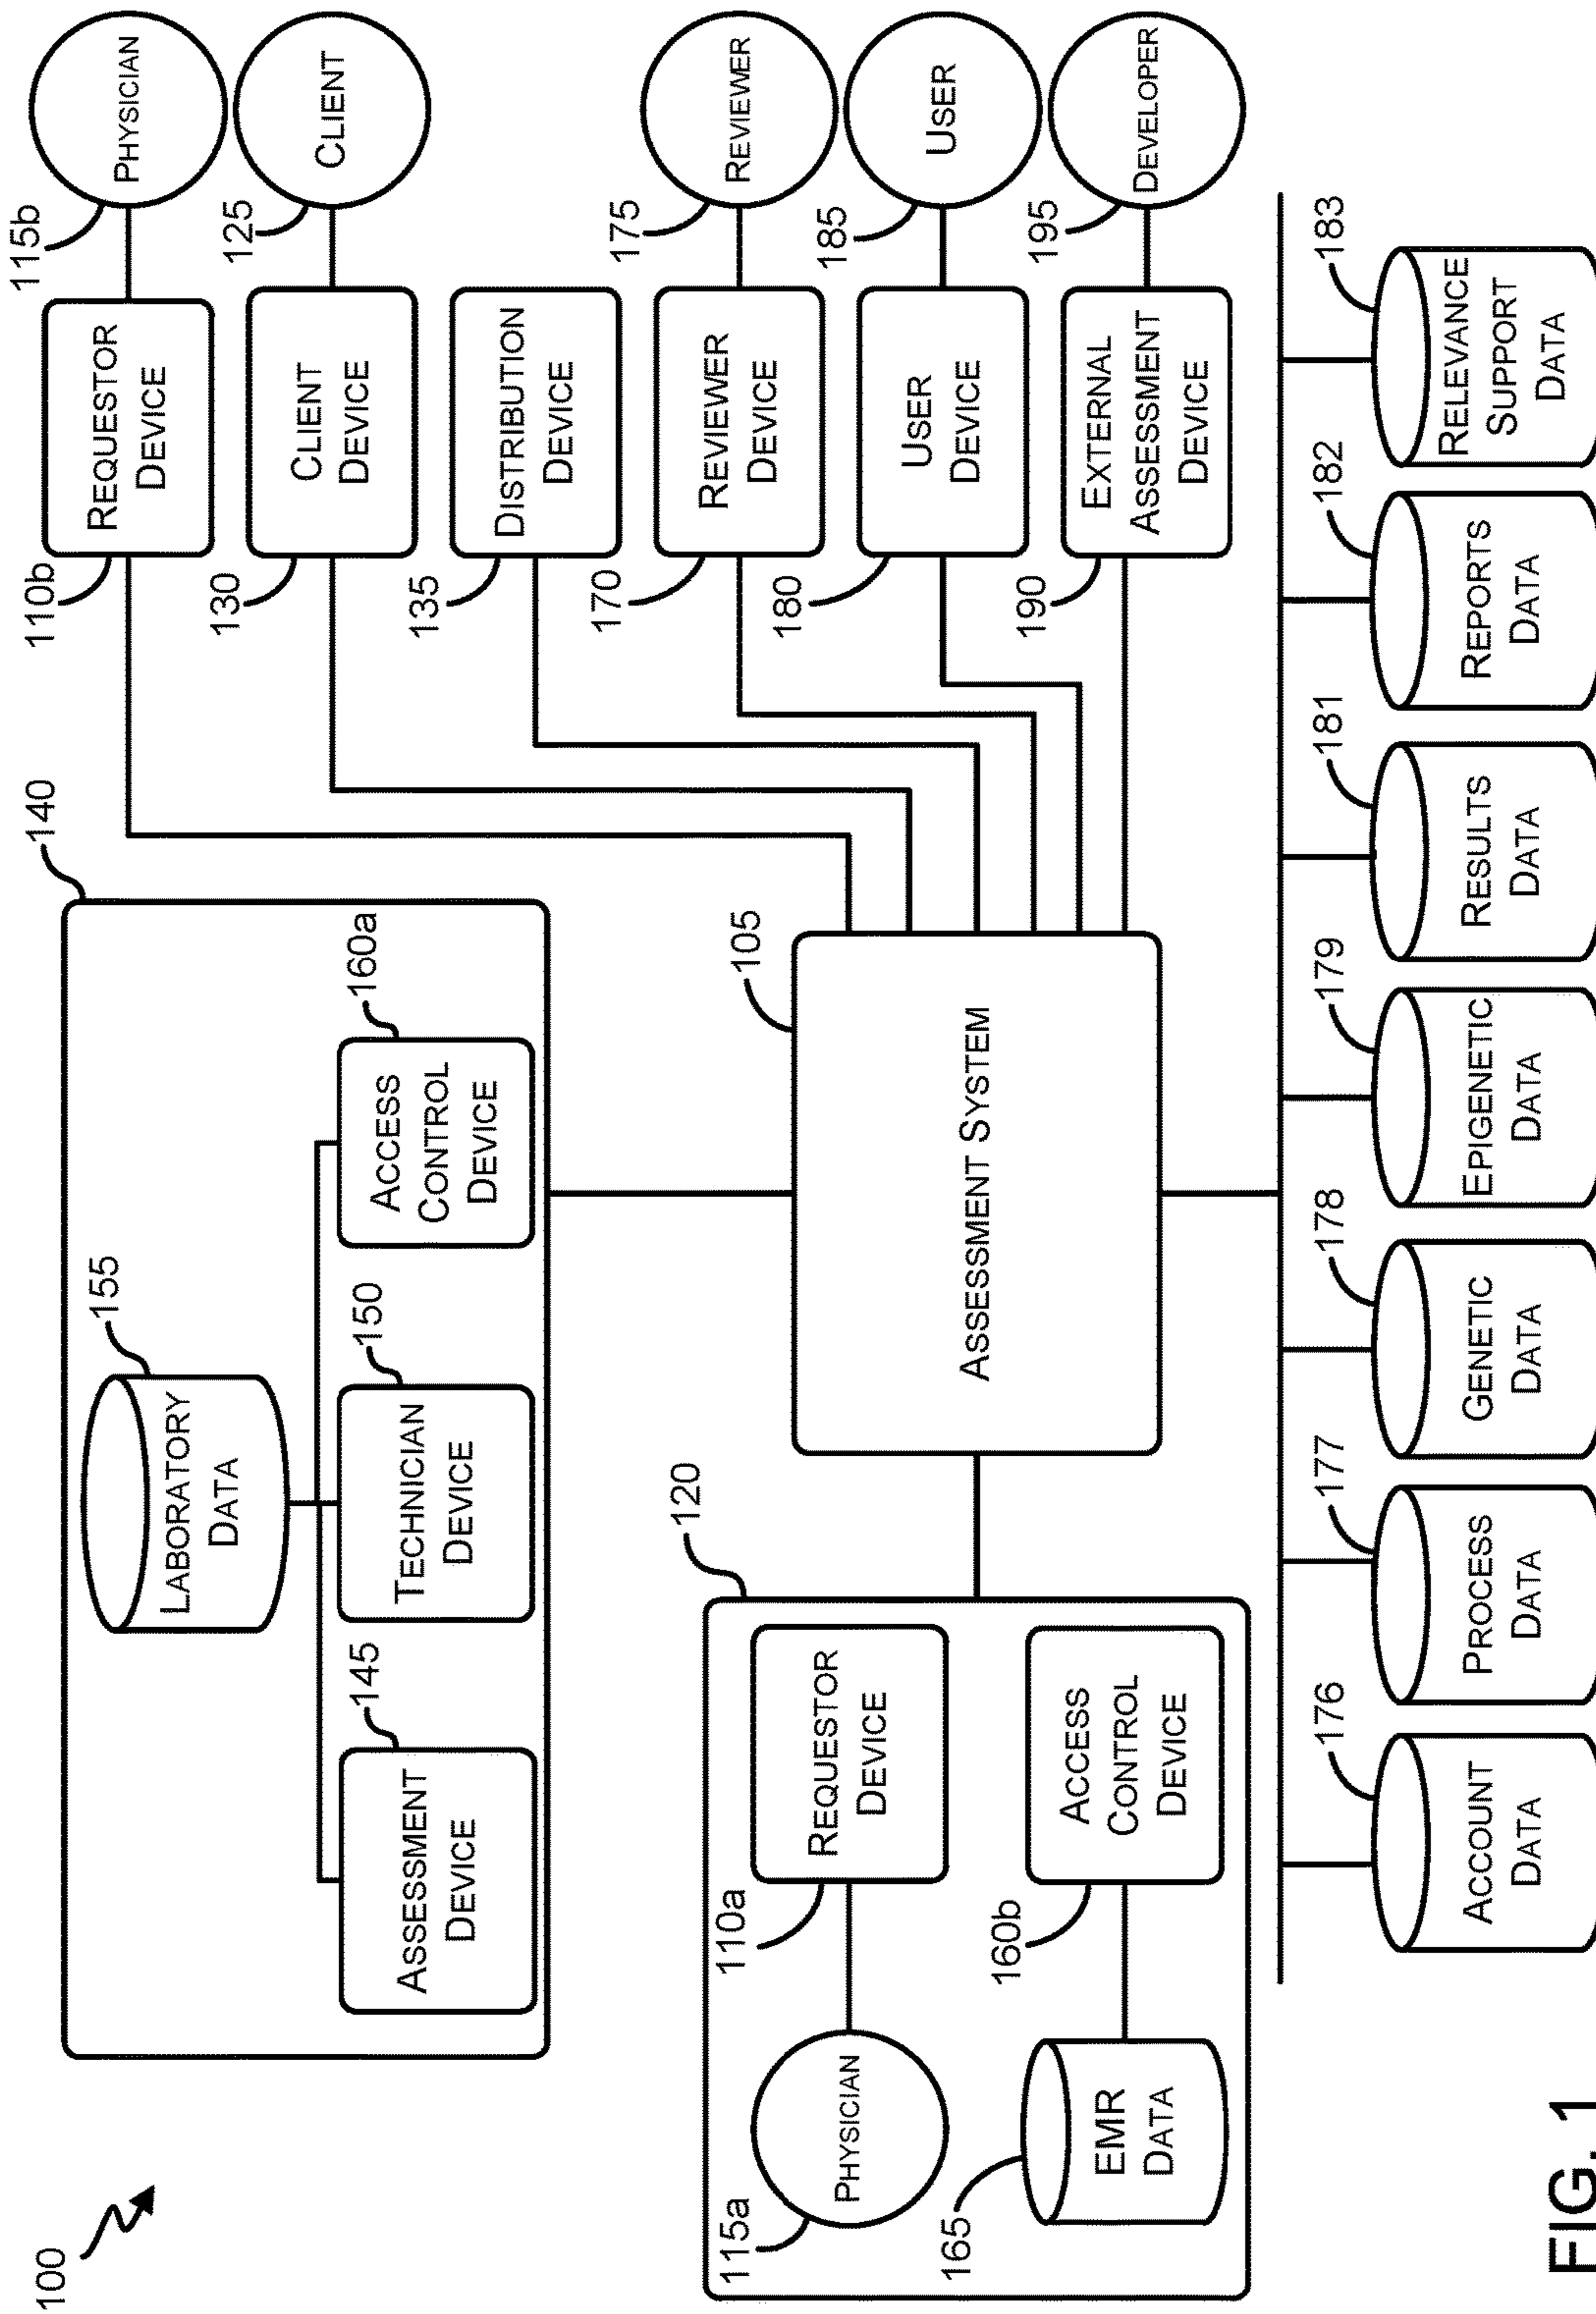 100
140
LABORATORY
DATA
155
ASSESSMENT
DEVICE
145
TECHNICIAN
DEVICE
150
ACCESS
CONTROL
DEVICE
160a
110b
REQUESTOR
DEVICE
115b
PHYSICIAN
130
CLIENT
DEVICE
125
CLIENT
135
DISTRIBUTION
DEVICE
170
REVIEWER
DEVICE
175
REVIEWER
180
USER
DEVICE
185
USER
190
EXTERNAL
ASSESSMENT
DEVICE
195
DEVELOPER
105
ASSESSMENT SYSTEM
120
115a
PHYSICIAN
110a
REQUESTOR
DEVICE
165
EMR
DATA
160b
ACCESS
CONTROL
DEVICE
176
ACCOUNT
DATA
177
PROCESS
DATA
178
GENETIC
DATA
179
EPIGENETIC
DATA
181
RESULTS
DATA
182
REPORTS
DATA
183
RELEVANCE
SUPPORT
DATA
FIG. 1